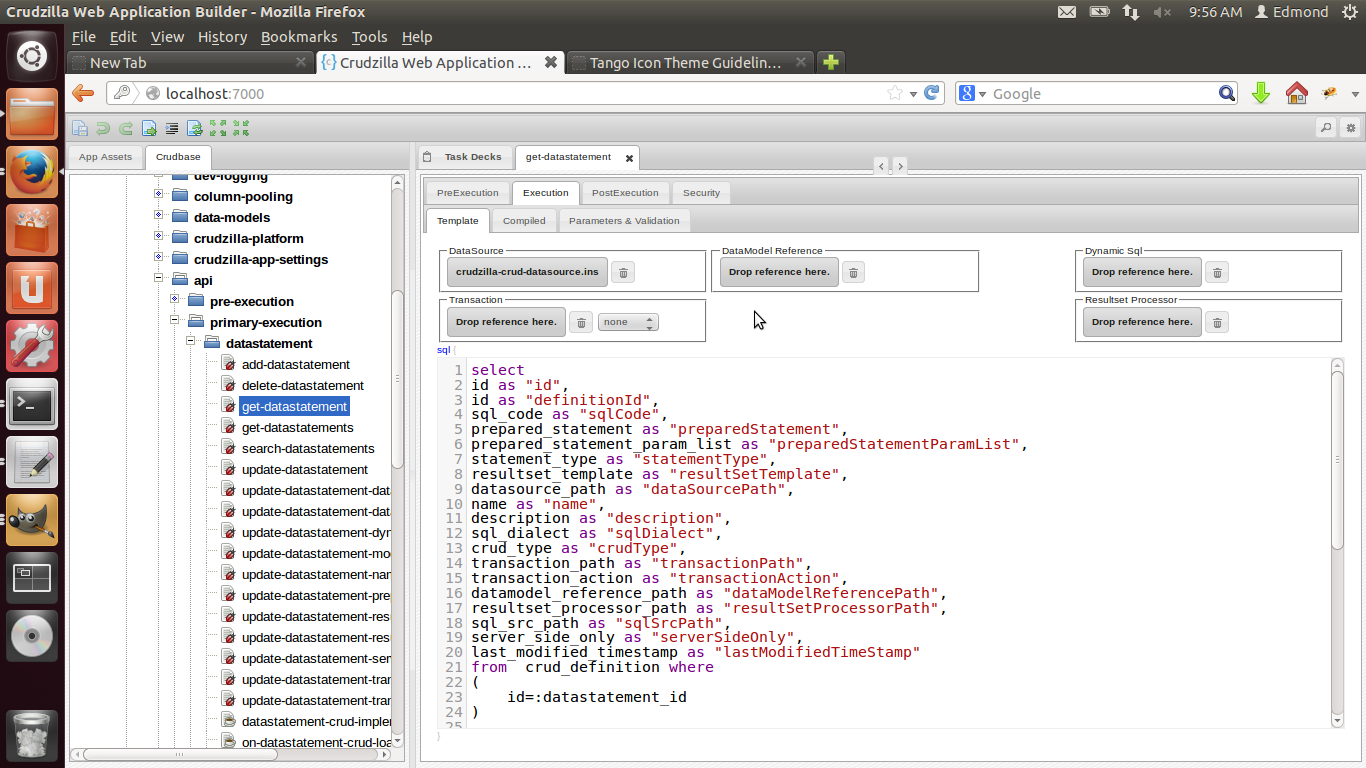 Crudzilla Web Application Builder - Mozilla Firefox
9:56 AM Edmond
File Edit View History Bookmarks Tools Help
New Tab
{c} Crudzilla Web Application ...
Tango Icon Theme Guidelin...
localhost:7000
Google
App Assets
Crudbase
dev-logging
column-pooling
data-models
crudzilla-platform
crudzilla-app-settings
api
pre-execution
primary-execution
datastatement
add-datastatement
delete-datastatement
get-datastatement
get-datastatements
search-datastatements
update-datastatement
update-datastatement-dat
update-datastatement-dat
update-datastatement-dyr
update-datastatement-mo
update-datastatement-nar
update-datastatement-pre
update-datastatement-res
update-datastatement-res
update-datastatement-ser
update-datastatement-tra
update-datastatement-tra
datastatement-crud-imple
on-datastatement-crud-loa
Task Decks
get-datastatement
PreExecution Execution PostExecution Security
Template Compiled Parameters & Validation
DataSource
crudzilla-crud-datasource.ins
DataModel Reference
Drop reference here.
Dynamic Sql
Drop reference here.
Transaction
Drop reference here.
none
Resultset Processor
Drop reference here.
sql {
1 select
2 id as "id",
3 id as "definitionId",
4 sql_code as "sqlCode",
5 prepared_statement as "preparedStatement",
6 prepared_statement_param_list as "preparedStatementParamList",
7 statement_type as "statementType",
8 resultset_template as "resultSetTemplate",
9 datasource_path as "dataSourcePath",
10 name as "name",
11 description as "description",
12 sql_dialect as "sqlDialect",
13 crud_type as "crudType",
14 transaction_path as "transactionPath",
15 transaction_action as "transactionAction",
16 datamodel_reference_path as "dataModelReferencePath",
17 resultset_processor_path as "resultSetProcessorPath",
18 sql_src_path as "sqlSrcPath",
19 server_side_only as "serverSideOnly",
20 last_modified_timestamp as "lastModifiedTimeStamp"
21 from  crud_definition where
22 (
23     id=:datastatement_id
24 )
25
}